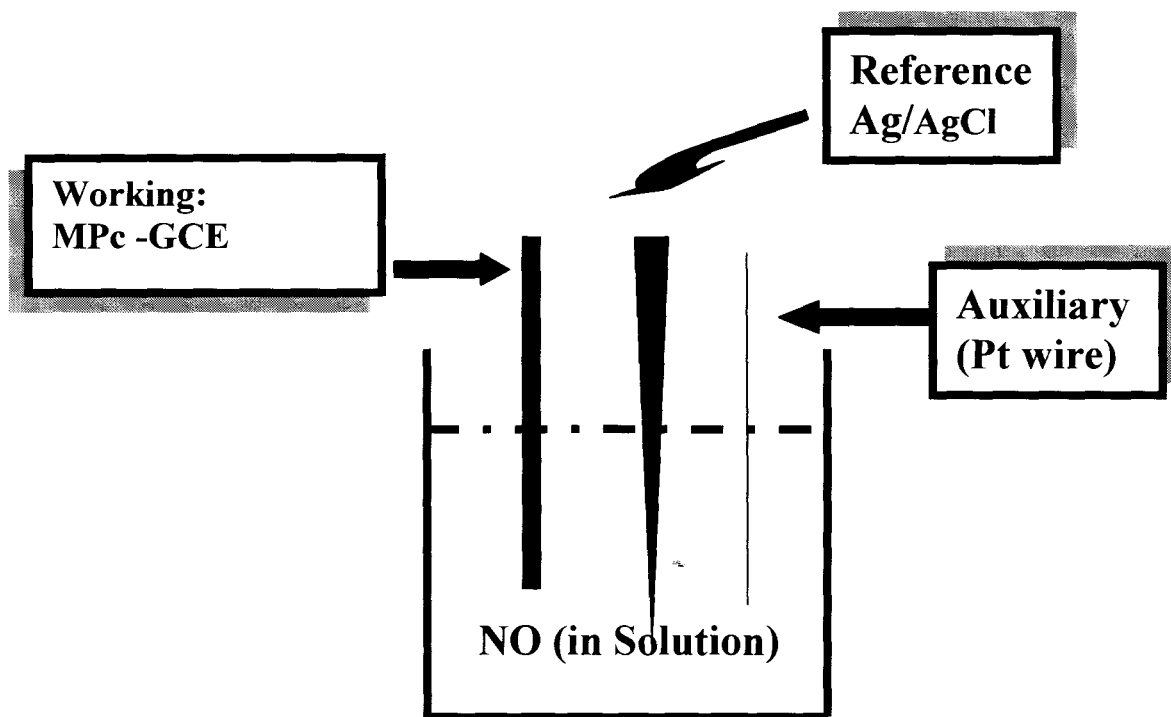 Reference
Ag/AgCl
Working:
MPc -GCE
Auxiliary
(Pt wire)
NO (in Solution)